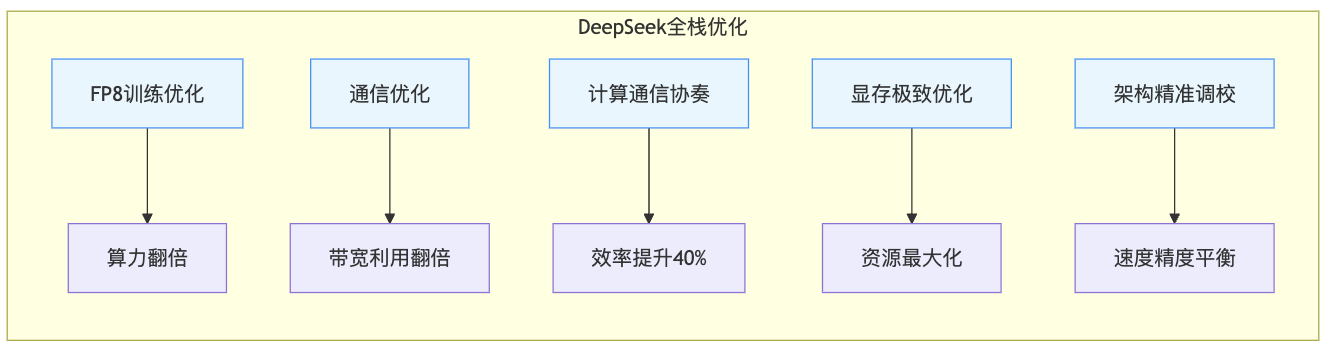 DeepSeek全栈优化
FP8训练优化
通信优化
计算通信协奏
显存极致优化
架构精准调校
算力翻倍
带宽利用翻倍
效率提升40%
资源最大化
速度精度平衡